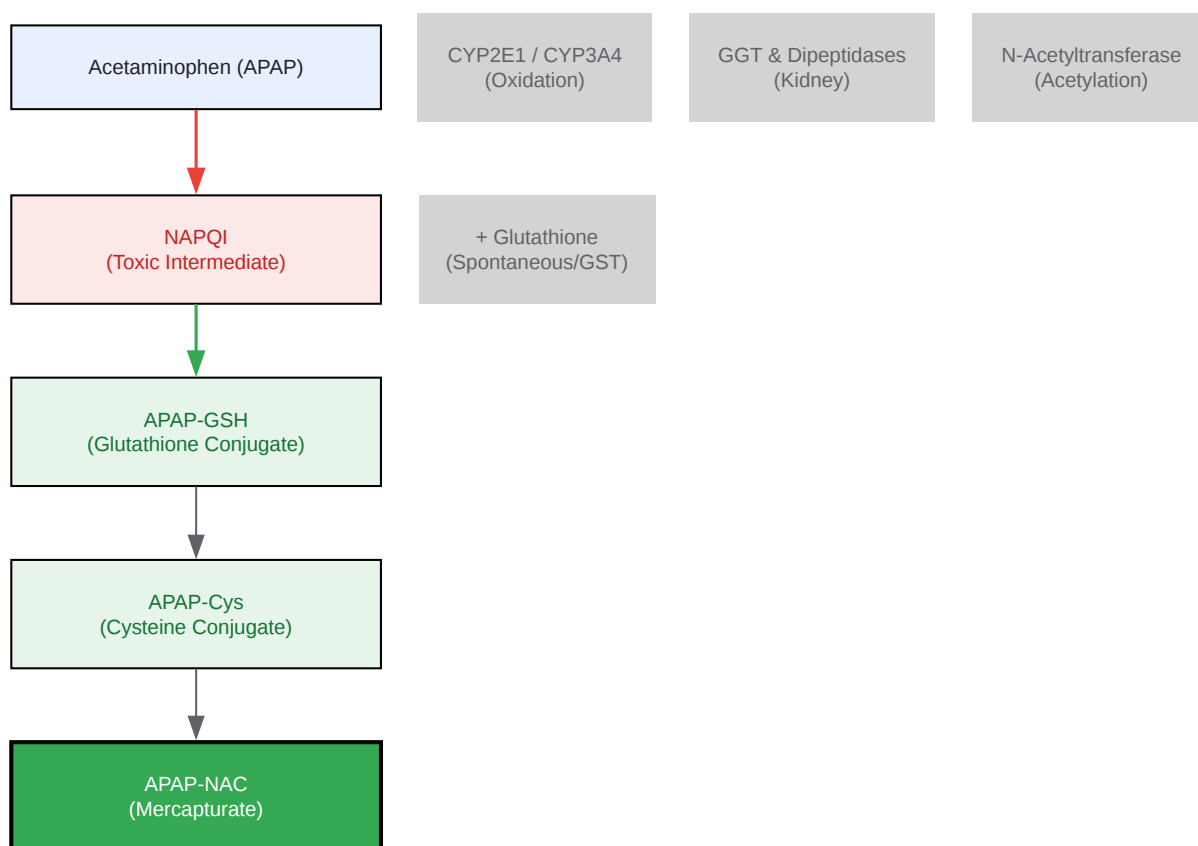 Acetaminophen (APAP)
CYP2E1 / CYP3A4
(Oxidation)
GGT & Dipeptidases
(Kidney)
N-Acetyltransferase
(Acetylation)
NAPQI
(Toxic Intermediate)
+ Glutathione
(Spontaneous/GST)
APAP-GSH
(Glutathione Conjugate)
APAP-Cys
(Cysteine Conjugate)
APAP-NAC
(Mercapturate)